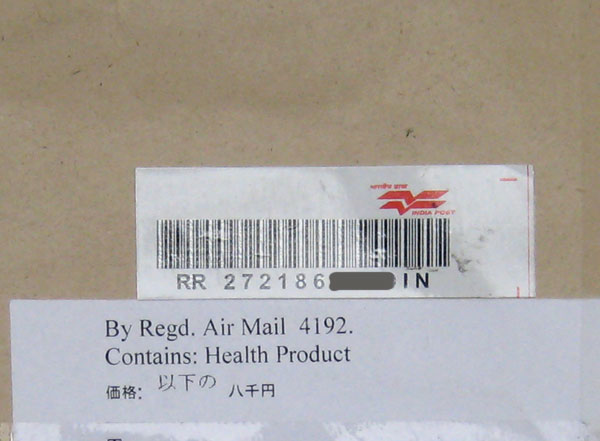 भारतीय डाक
INDIA POST
RR 272186 IN
By Regd. Air Mail 4192.
Contains: Health Product
価格: 以下の 八千円